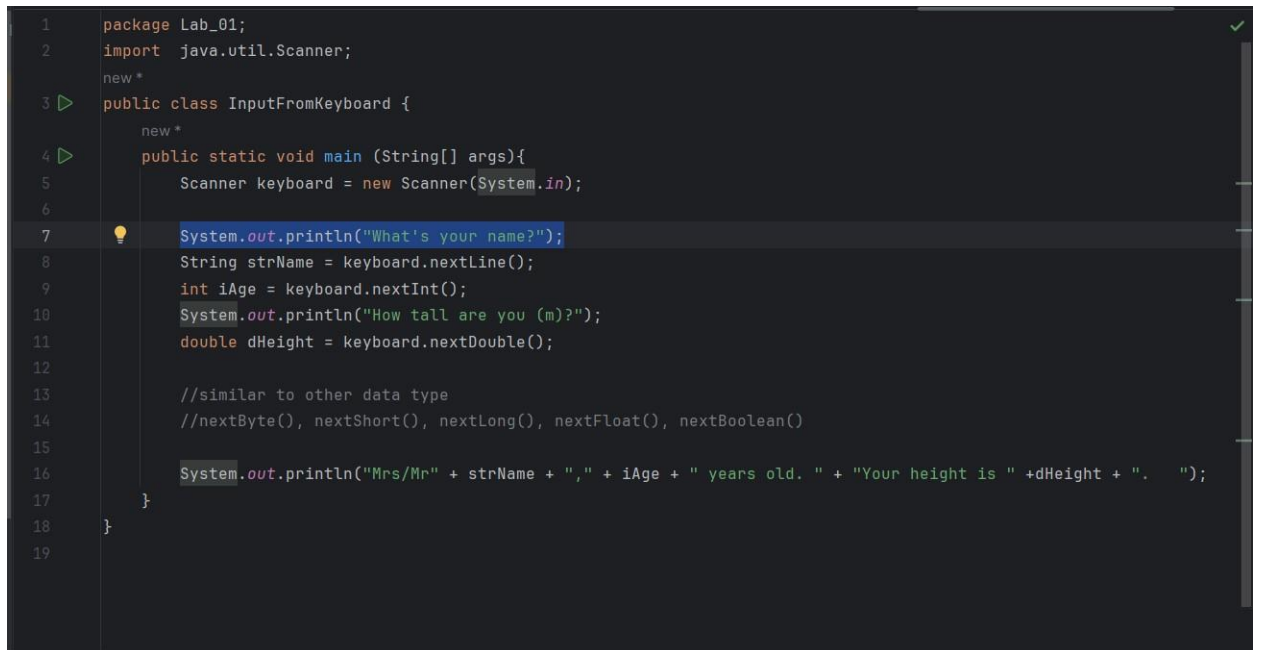 1 package Lab_01;
2 import java.util.Scanner;
new *
3 public class InputFromKeyboard {
new *
4 public static void main (String[] args){
5 Scanner keyboard = new Scanner(System.in);
6
7 System.out.println("What's your name?");
8 String strName = keyboard.nextLine();
9 int iAge = keyboard.nextInt();
10 System.out.println("How tall are you (m)?");
11 double dHeight = keyboard.nextDouble();
12
13 //similar to other data type
14 //nextByte(), nextShort(), nextLong(), nextFloat(), nextBoolean()
15
16 System.out.println("Mrs/Mr" + strName + "," + iAge + " years old. " + "Your height is " +dHeight + ".   ");
17 }
18 }
19